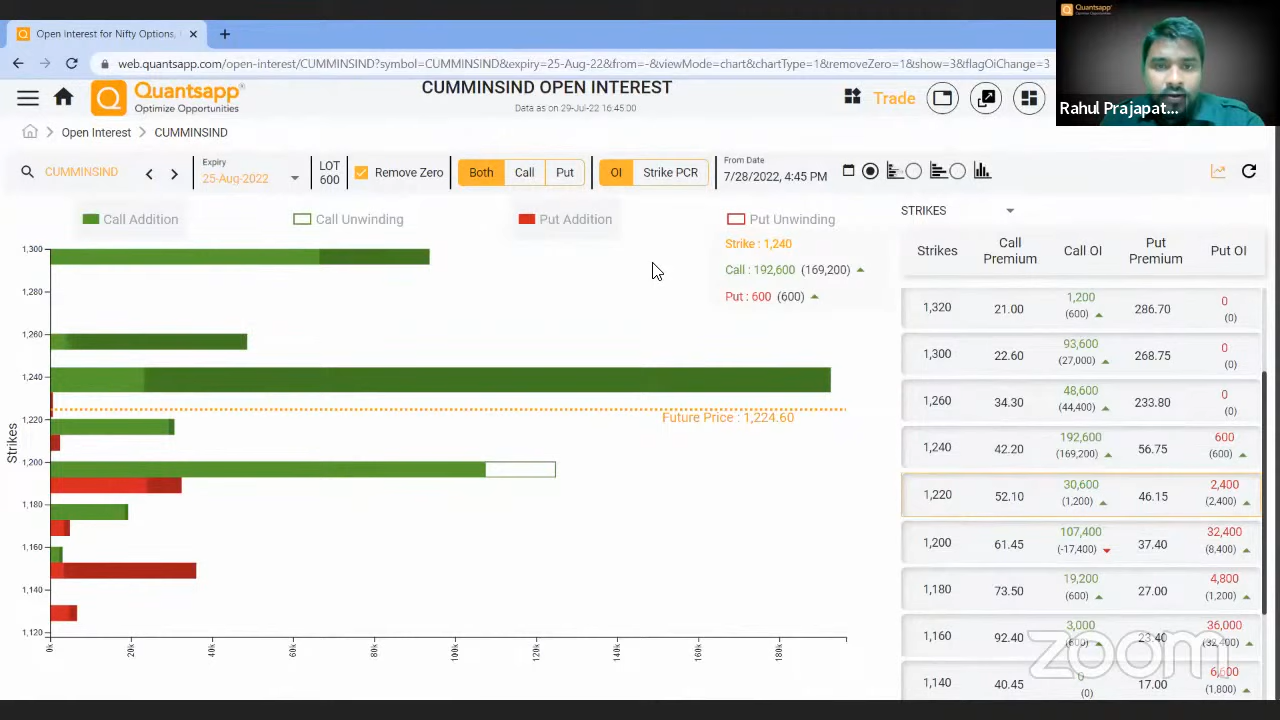 Open Interest for Nifty Options,
web.quantsapp.com/open-interest/CUMMINSIND?symbol=CUMMINSIND&expiry=25-Aug-22&from=-&viewMode=chart&chartType=1&removeZero=1&show=3&flagOiChange=3
Quantsapp
Rahul Prajapat...
Quantsapp
Optimize Opportunities
CUMMINSIND OPEN INTEREST
Data as on 29-Jul-22 16:45:00
Trade
Open Interest
CUMMINSIND
CUMMINSIND
Expiry
25-Aug-2022
LOT
600
Remove Zero
Both
Call
Put
OI
Strike PCR
From Date
7/28/2022, 4:45 PM
Call Addition
Call Unwinding
Put Addition
Put Unwinding
Strike : 1,240
Call : 192,600 (169,200)
Put : 600 (600)
Future Price : 1,224.60
Strikes
1,300
1,280
1,260
1,240
1,220
1,200
1,180
1,160
1,140
1,120
0k
20k
40k
60k
80k
100k
120k
140k
160k
180k
STRIKES
Strikes Call Premium Call OI Put Premium Put OI
1,320 21.00 1,200 (600) 286.70 0 (0)
1,300 22.60 93,600 (27,000) 268.75 0 (0)
1,260 34.30 48,600 (44,400) 233.80 0 (0)
1,240 42.20 192,600 (169,200) 56.75 600 (600)
1,220 52.10 30,600 (1,200) 46.15 2,400 (2,400)
1,200 61.45 107,400 (-17,400) 37.40 32,400 (8,400)
1,180 73.50 19,200 (600) 27.00 4,800 (1,200)
1,160 92.40 3,000 (600) 23.40 36,000 (32,400)
1,140 40.45 0 (0) 17.00 6,600 (1,800)
zoom